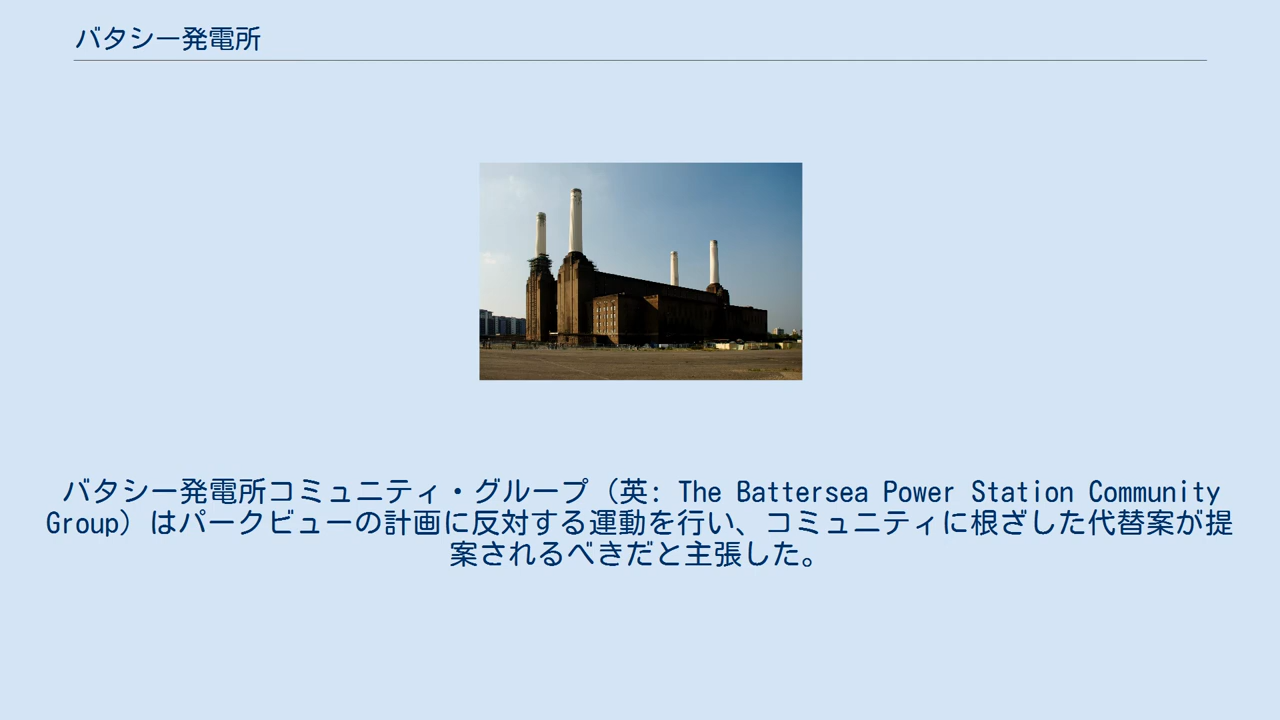 バタシー発電所
バタシー発電所コミュニティ・グループ（英: The Battersea Power Station Community
Group）はパークビューの計画に反対する運動を行い、コミュニティに根ざした代替案が提
案されるべきだと主張した。